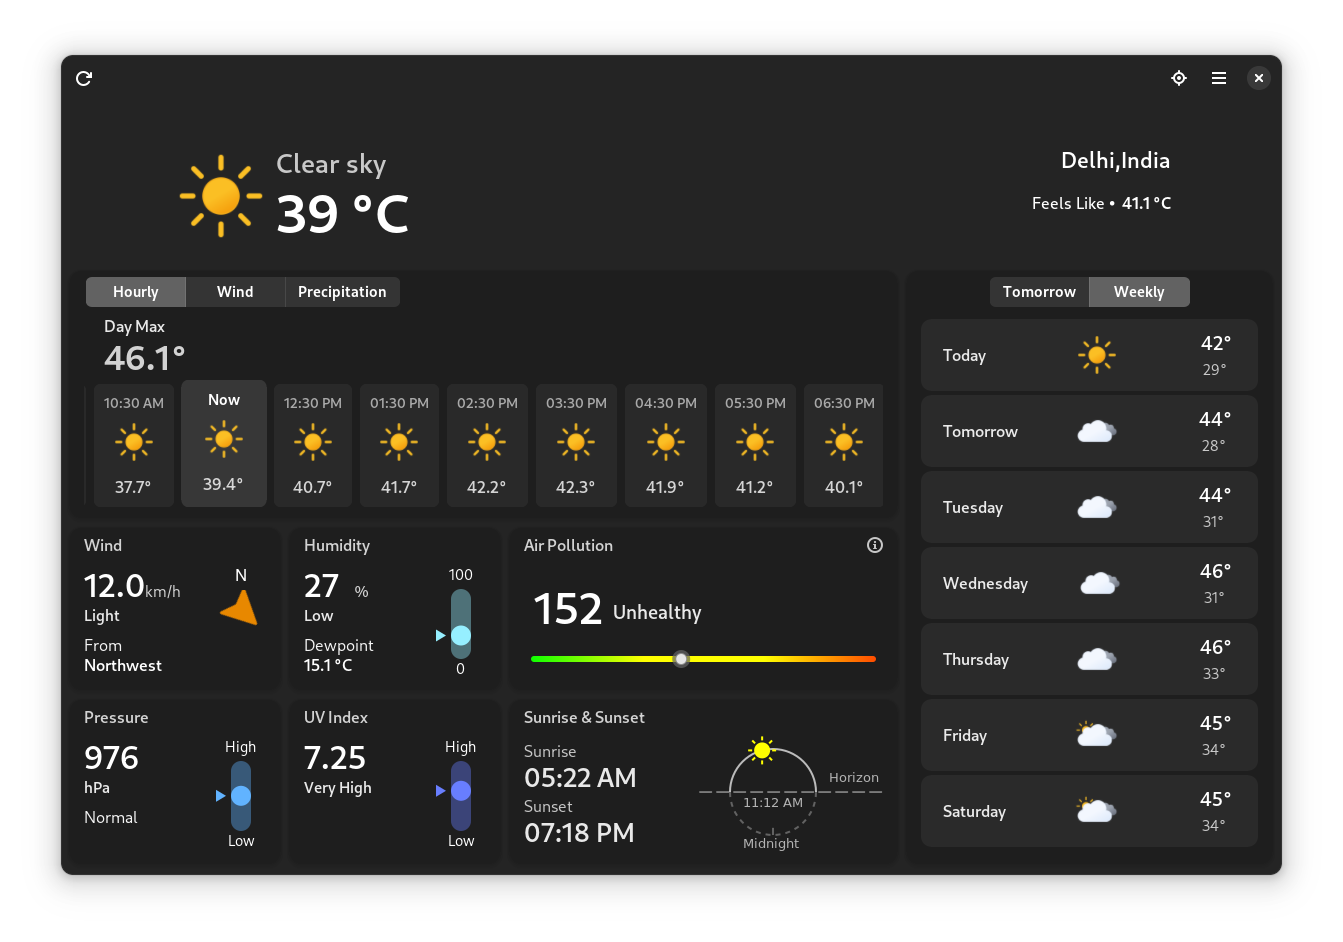 Clear sky
39 °C
Delhi,India
Feels Like • 41.1 °C
Hourly Wind Precipitation
Day Max
46.1°
10:30 AM Now 12:30 PM 01:30 PM 02:30 PM 03:30 PM 04:30 PM 05:30 PM 06:30 PM
37.7° 39.4° 40.7° 41.7° 42.2° 42.3° 41.9° 41.2° 40.1°
Tomorrow Weekly
Today 42°
29°
Tomorrow 44°
28°
Tuesday 44°
31°
Wednesday 46°
31°
Thursday 46°
33°
Friday 45°
34°
Saturday 45°
34°
Wind
12.0 km/h
Light
From
Northwest
N
Humidity
27 %
Low
Dewpoint
15.1 °C
100
0
Air Pollution
152 Unhealthy
Pressure
976
hPa
Normal
High
Low
UV Index
7.25
Very High
High
Low
Sunrise & Sunset
Sunrise
05:22 AM
Sunset
07:18 PM
Horizon
11:12 AM
Midnight